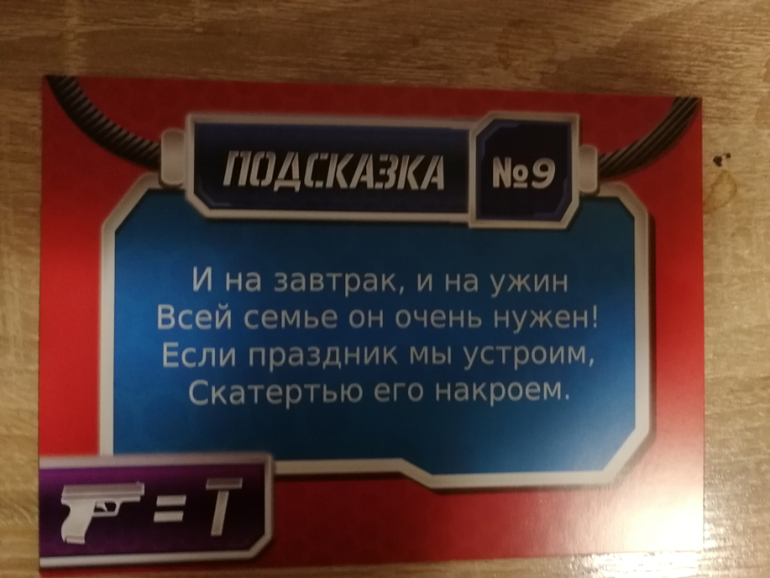 ПОДСКАЗКА №9
И на завтрак, и на ужин
Всей семье он очень нужен!
Если праздник мы устроим,
Скатертью его накроем.
= Т